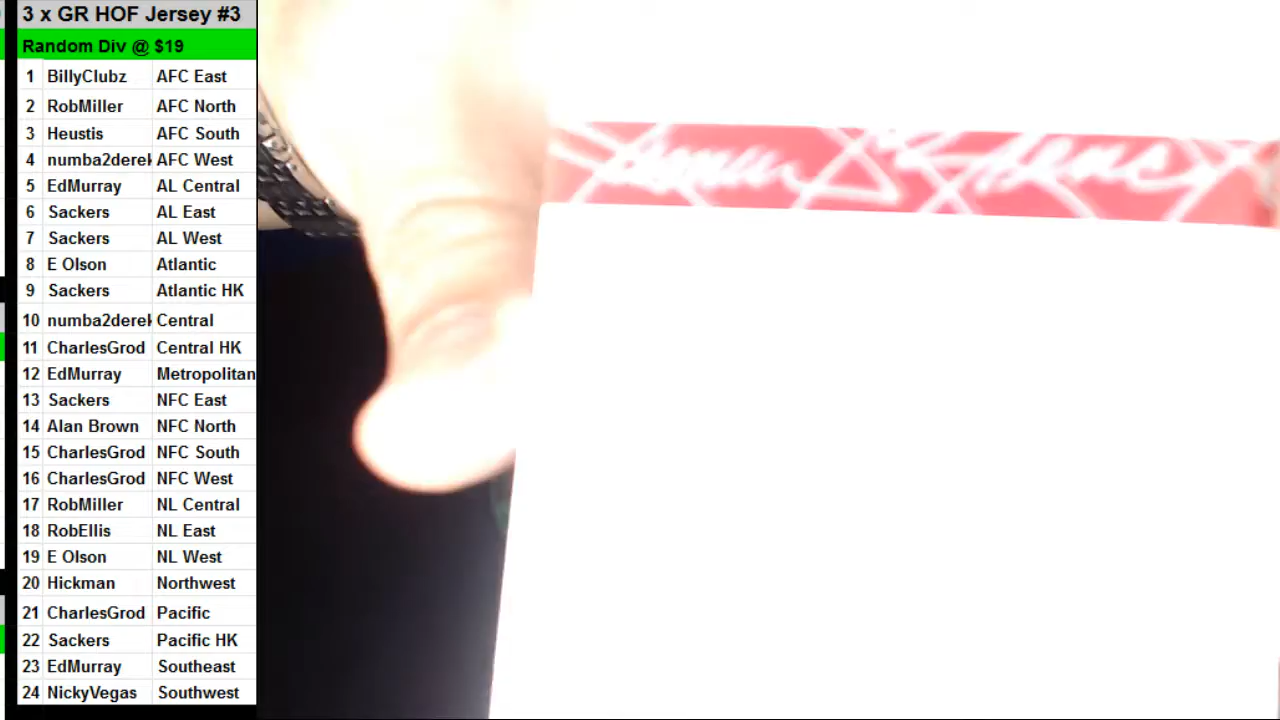 3 x GR HOF Jersey #3
Random Div @ $19
1 BillyClubz AFC East
2 RobMiller AFC North
3 Heustis AFC South
4 numba2derek AFC West
5 EdMurray AL Central
6 Sackers AL East
7 Sackers AL West
8 E Olson Atlantic
9 Sackers Atlantic HK
10 numba2derek Central
11 CharlesGrod Central HK
12 EdMurray Metropolitan
13 Sackers NFC East
14 Alan Brown NFC North
15 CharlesGrod NFC South
16 CharlesGrod NFC West
17 RobMiller NL Central
18 RobEllis NL East
19 E Olson NL West
20 Hickman Northwest
21 CharlesGrod Pacific
22 Sackers Pacific HK
23 EdMurray Southeast
24 NickyVegas Southwest